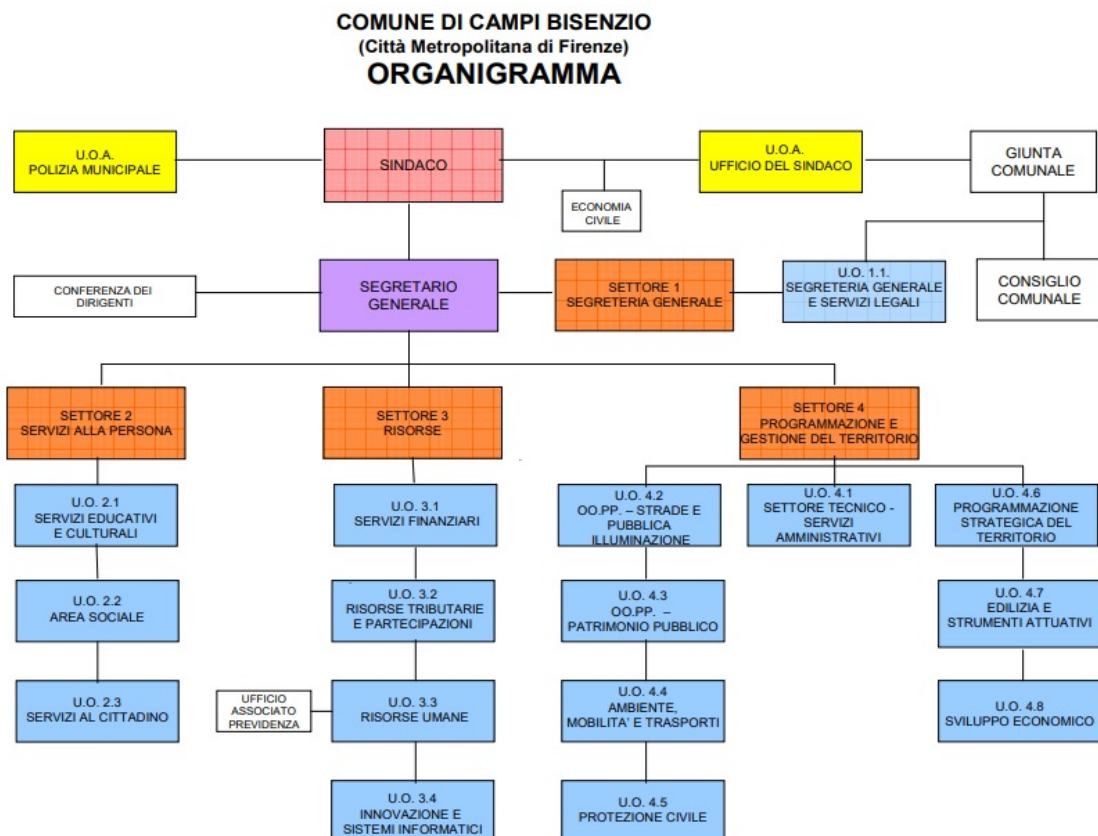 COMUNE DI CAMPI BISENZIO
(Città Metropolitana di Firenze)
ORGANIGRAMMA
U.O.A.
POLIZIA MUNICIPALE
SINDACO
U.O.A.
UFFICIO DEL SINDACO
GIUNTA
COMUNALE
ECONOMIA
CIVILE
CONFERENZA DEI
DIRIGENTI
SEGRETARIO
GENERALE
SETTORE 1
SEGRETERIA GENERALE
U.O. 1.1.
SEGRETERIA GENERALE
E SERVIZI LEGALI
CONSIGLIO
COMUNALE
SETTORE 2
SERVIZI ALLA PERSONA
SETTORE 3
RISORSE
SETTORE 4
PROGRAMMAZIONE E
GESTIONE DEL TERRITORIO
U.O. 2.1
SERVIZI EDUCATIVI
E CULTURALI
U.O. 3.1
SERVIZI FINANZIARI
U.O. 4.2
OO.PP. – STRADE E
PUBBLICA
ILLUMINAZIONE
U.O. 4.1
SETTORE TECNICO -
SERVIZI
AMMINISTRATIVI
U.O. 4.6
PROGRAMMAZIONE
STRATEGICA DEL
TERRITORIO
U.O. 2.2
AREA SOCIALE
U.O. 3.2
RISORSE TRIBUTARIE
E PARTECIPAZIONI
U.O. 4.3
OO.PP. –
PATRIMONIO PUBBLICO
U.O. 4.7
EDILIZIA E
STRUMENTI ATTUATIVI
U.O. 2.3
SERVIZI AL CITTADINO
UFFICIO
ASSOCIATO
PREVIDENZA
U.O. 3.3
RISORSE UMANE
U.O. 4.4
AMBIENTE,
MOBILITA' E TRASPORTI
U.O. 4.8
SVILUPPO ECONOMICO
U.O. 3.4
INNOVAZIONE E
SISTEMI INFORMATICI
U.O. 4.5
PROTEZIONE CIVILE